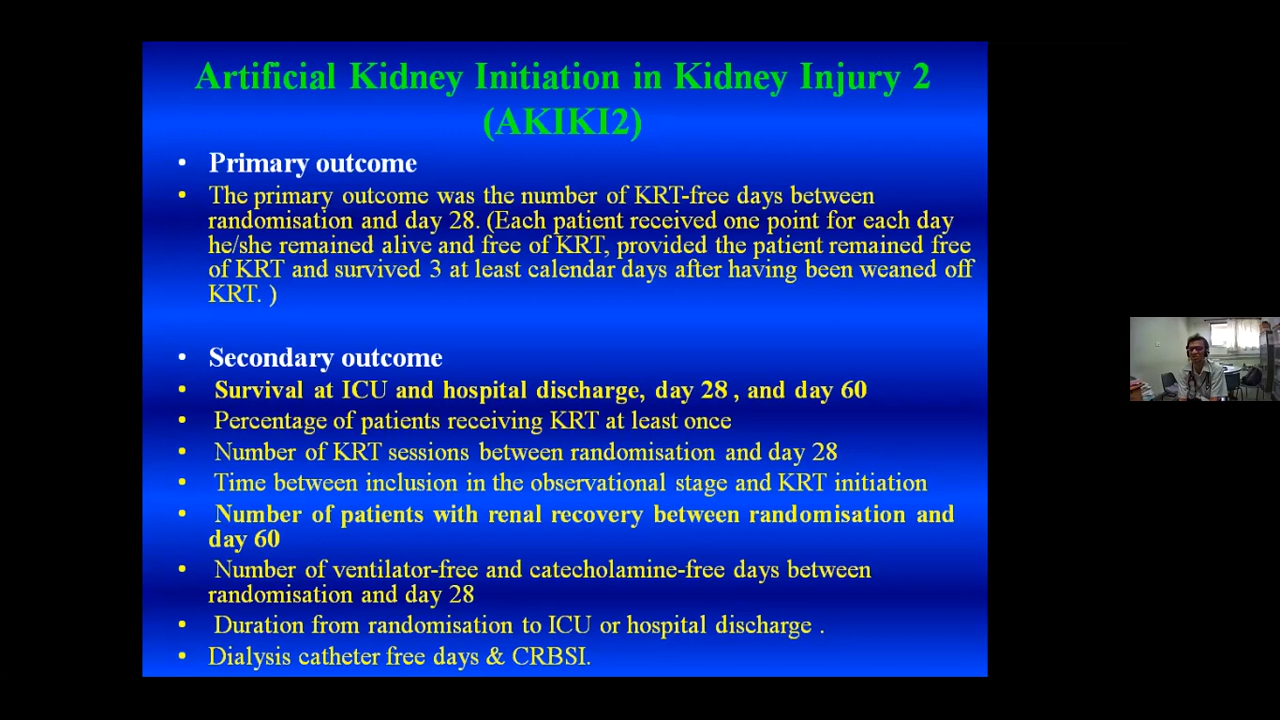 Artificial Kidney Initiation in Kidney Injury 2
(AKIKI2)
• Primary outcome
• The primary outcome was the number of KRT-free days between
randomisation and day 28. (Each patient received one point for each day
he/she remained alive and free of KRT, provided the patient remained free
of KRT and survived 3 at least calendar days after having been weaned off
KRT. )
• Secondary outcome
• Survival at ICU and hospital discharge, day 28 , and day 60
• Percentage of patients receiving KRT at least once
• Number of KRT sessions between randomisation and day 28
• Time between inclusion in the observational stage and KRT initiation
• Number of patients with renal recovery between randomisation and
day 60
• Number of ventilator-free and catecholamine-free days between
randomisation and day 28
• Duration from randomisation to ICU or hospital discharge .
• Dialysis catheter free days & CRBSI.